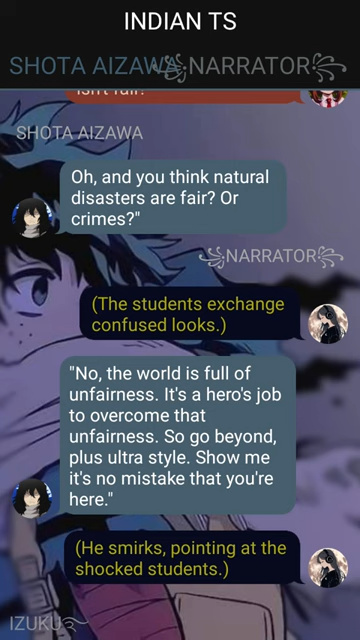 INDIAN TS
SHOTA AIZAWA ꧁NARRATOR꧂
isn't fair!"
SHOTA AIZAWA
Oh, and you think natural
disasters are fair? Or
crimes?"
꧁NARRATOR꧂
(The students exchange
confused looks.)
"No, the world is full of
unfairness. It's a hero's job
to overcome that
unfairness. So go beyond,
plus ultra style. Show me
it's no mistake that you're
here."
(He smirks, pointing at the
shocked students.)
IZUKU